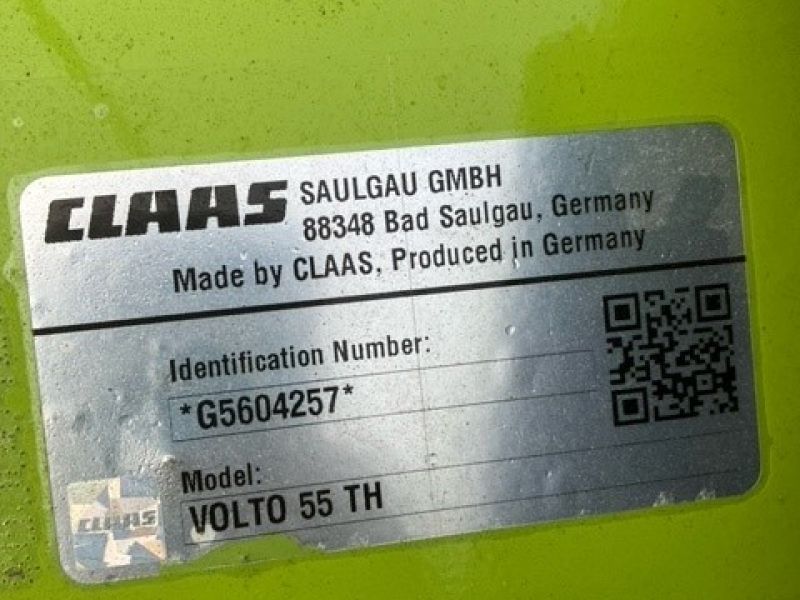 CLAAS SAULGAU GMBH
88348 Bad Saulgau, Germany
Made by CLAAS, Produced in Germany
Identification Number:
*G5604257*
Model:
VOLTO 55 TH
CLAAS